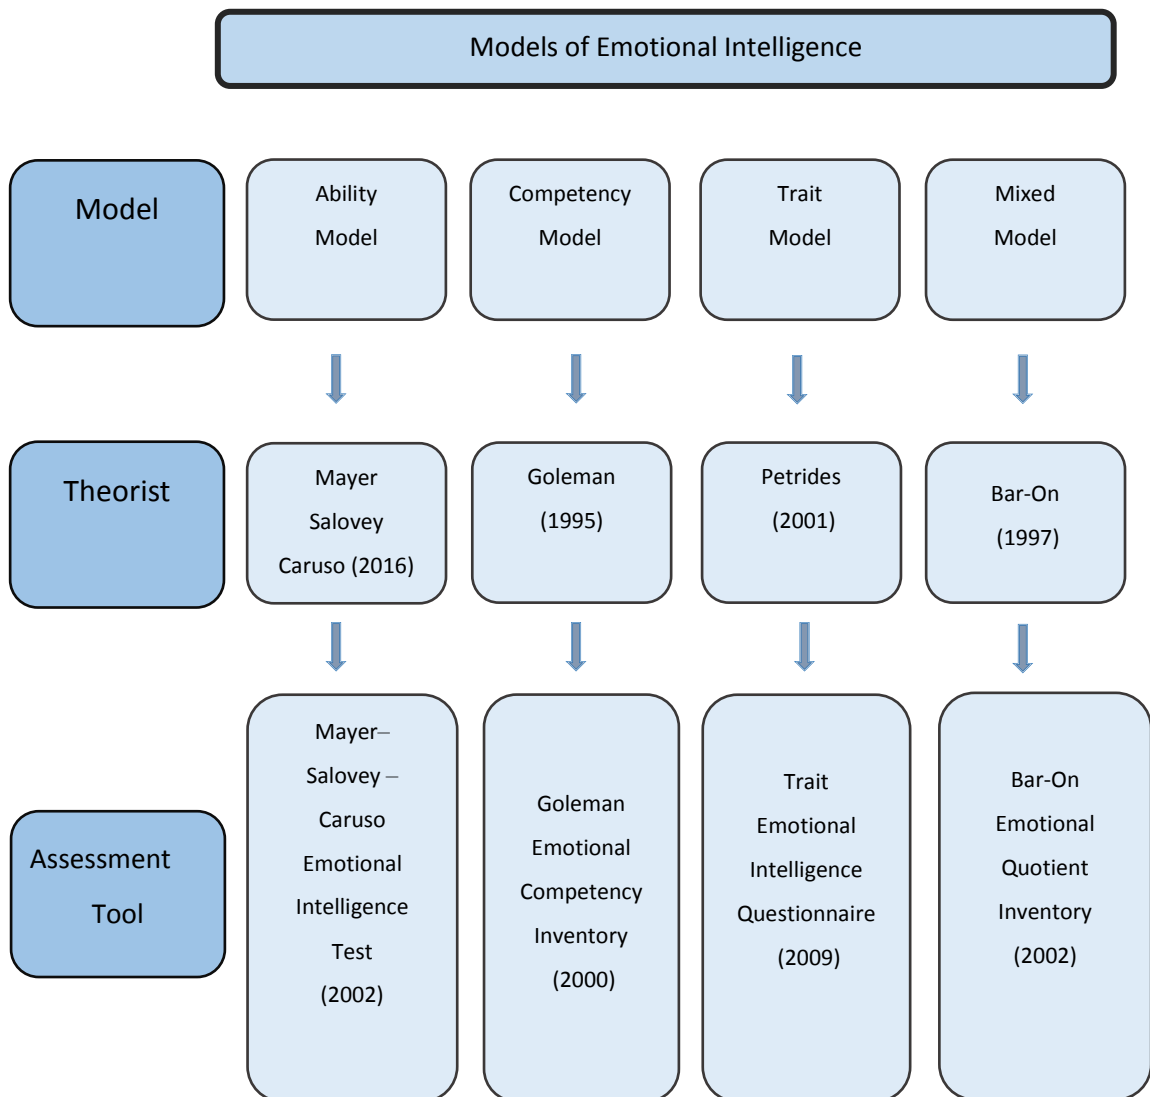 Models of Emotional Intelligence
Model
Ability
Model
Competency
Model
Trait
Model
Mixed
Model
Theorist
Mayer
Salovey
Caruso (2016)
Goleman
(1995)
Petrides
(2001)
Bar-On
(1997)
Assessment
Tool
Mayer–
Salovey –
Caruso
Emotional
Intelligence
Test
(2002)
Goleman
Emotional
Competency
Inventory
(2000)
Trait
Emotional
Intelligence
Questionnaire
(2009)
Bar-On
Emotional
Quotient
Inventory
(2002)